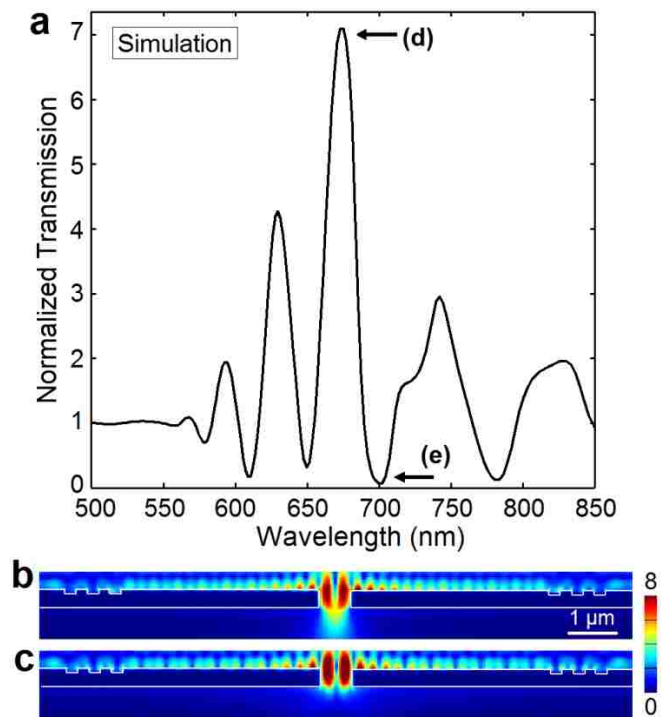 a
Simulation
(d)
(e)
7
6
5
4
3
2
1
0
Normalized Transmission
500 550 600 650 700 750 800 850
Wavelength (nm)
b
8
1 µm
c
0